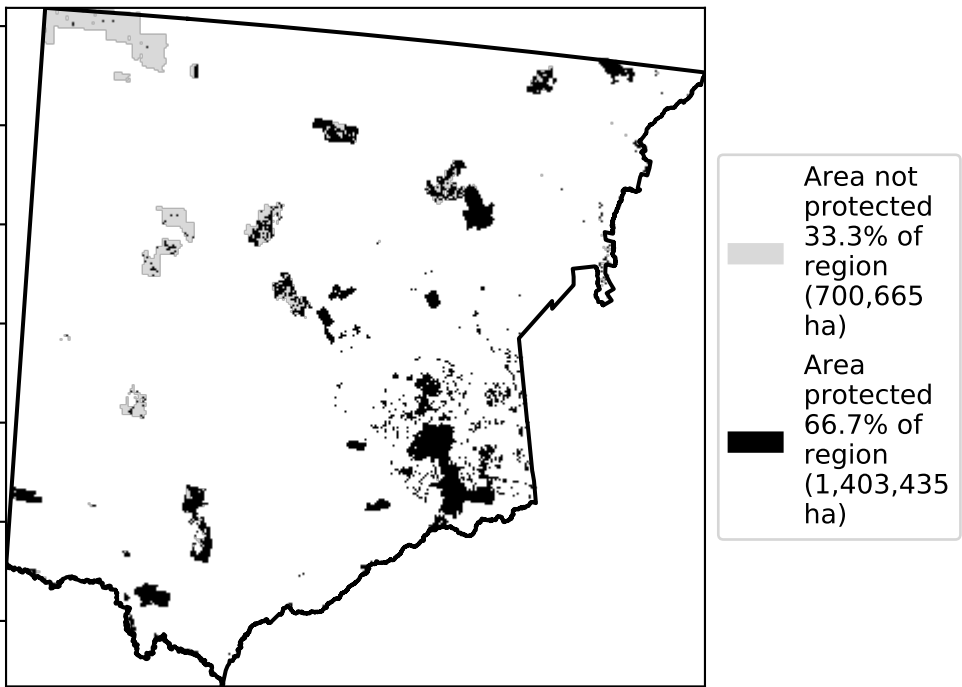 Area not
protected
33.3% of
region
(700,665
ha)
Area
protected
66.7% of
region
(1,403,435
ha)